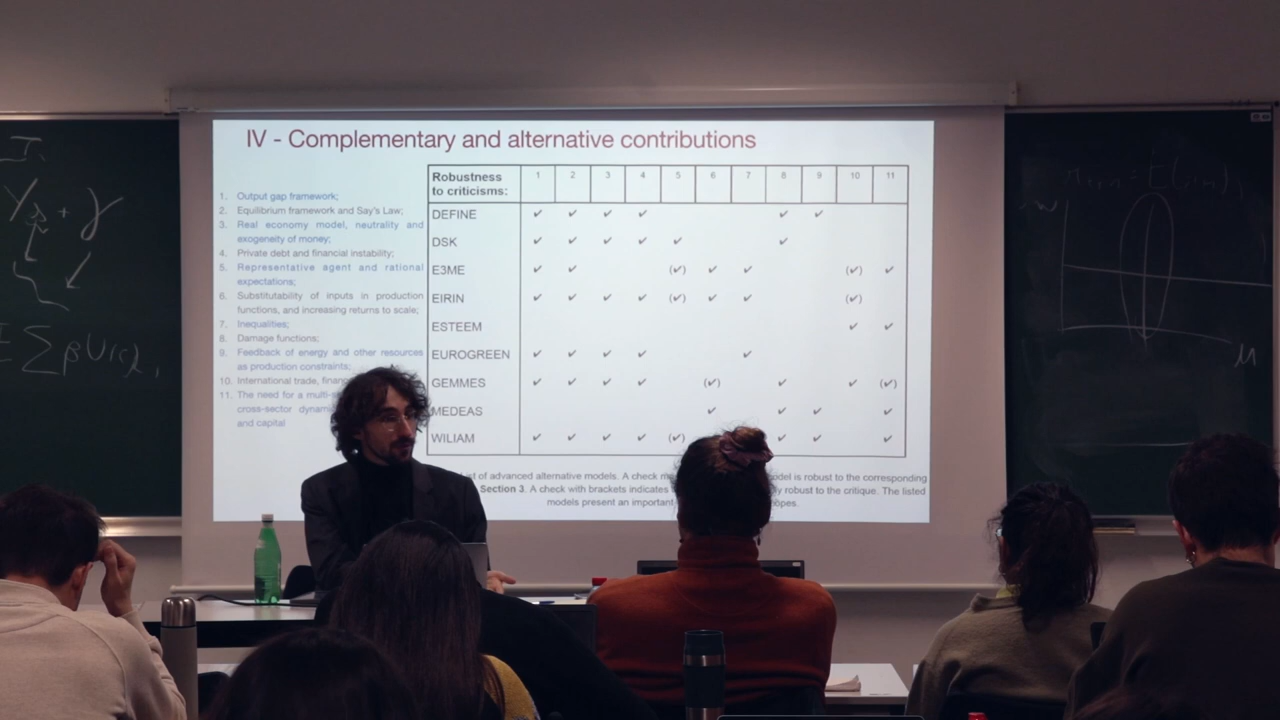 IV - Complementary and alternative contributions
1. Output gap framework;
2. Equilibrium framework and Say's Law;
3. Real economy model, neutrality and
exogeneity of money;
4. Private debt and financial instability;
5. Representative agent and rational
expectations;
6. Substitutability of inputs in production
functions, and increasing returns to scale;
7. Inequalities;
8. Damage functions;
9. Feedback of energy and other resources
as production constraints;
10. International trade,
11. The need for a
cross-sector
and capital
Robustness
to criticisms: 1 2 3 4 5 6 7 8 9 10 11
DEFINE ✔ ✔ ✔ ✔ ✔ ✔
DSK ✔ ✔ ✔ ✔ ✔ ✔
E3ME ✔ ✔ (✔) ✔ ✔ (✔) ✔
EIRIN ✔ ✔ ✔ ✔ (✔) ✔ ✔ (✔)
ESTEEM ✔ ✔
EUROGREEN ✔ ✔ ✔ ✔ ✔
GEMMES ✔ ✔ ✔ ✔ (✔) ✔ ✔ (✔)
MEDEAS ✔ ✔ ✔ ✔
WILIAM ✔ ✔ ✔ ✔ (✔) ✔ ✔ ✔
of advanced alternative models. A check is robust to the corresponding
Section 3. A check with brackets indicates robust to the critique. The listed
models present an important
βU(